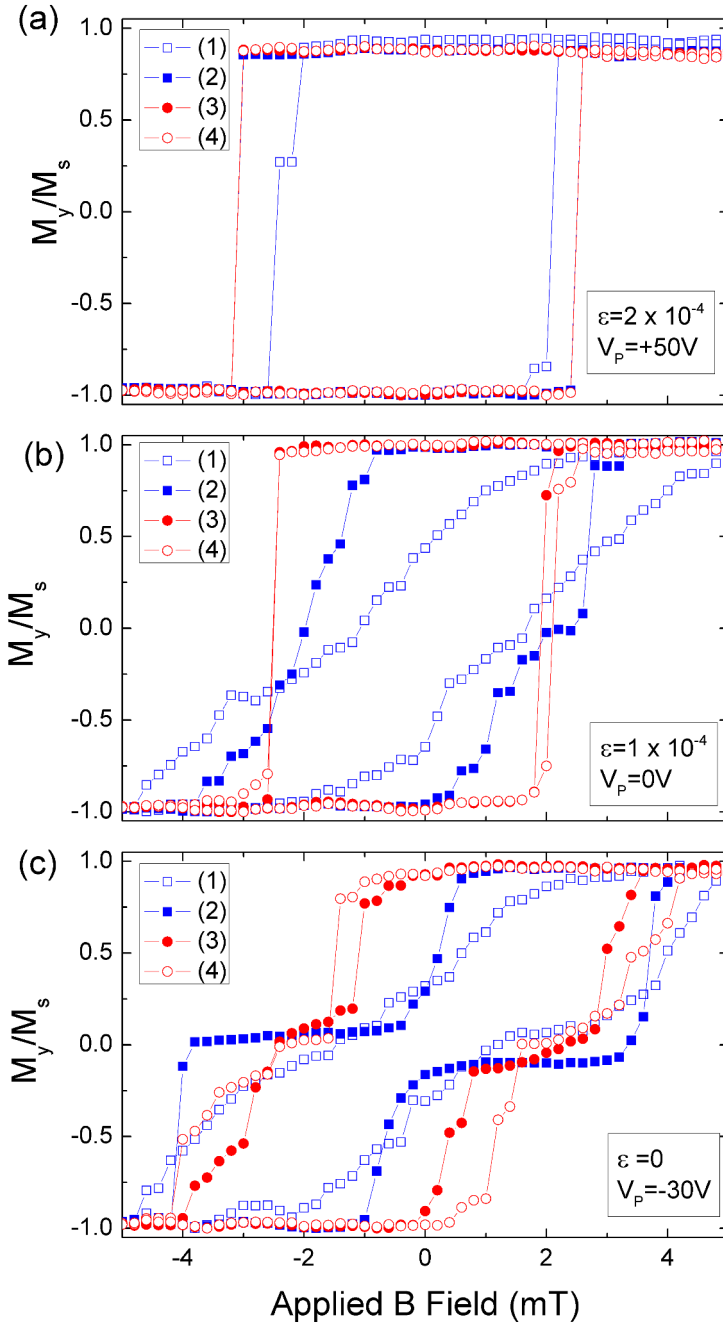 (a)
1.0
0.5
0.0
-0.5
-1.0
M_y/M_s
(1)
(2)
(3)
(4)
ε=2 x 10⁻⁴
V_P=+50V
(b)
1.0
0.5
0.0
-0.5
-1.0
M_y/M_s
(1)
(2)
(3)
(4)
ε=1 x 10⁻⁴
V_P=0V
(c)
1.0
0.5
0.0
-0.5
-1.0
M_y/M_s
(1)
(2)
(3)
(4)
ε =0
V_P=-30V
-4 -2 0 2 4
Applied B Field (mT)